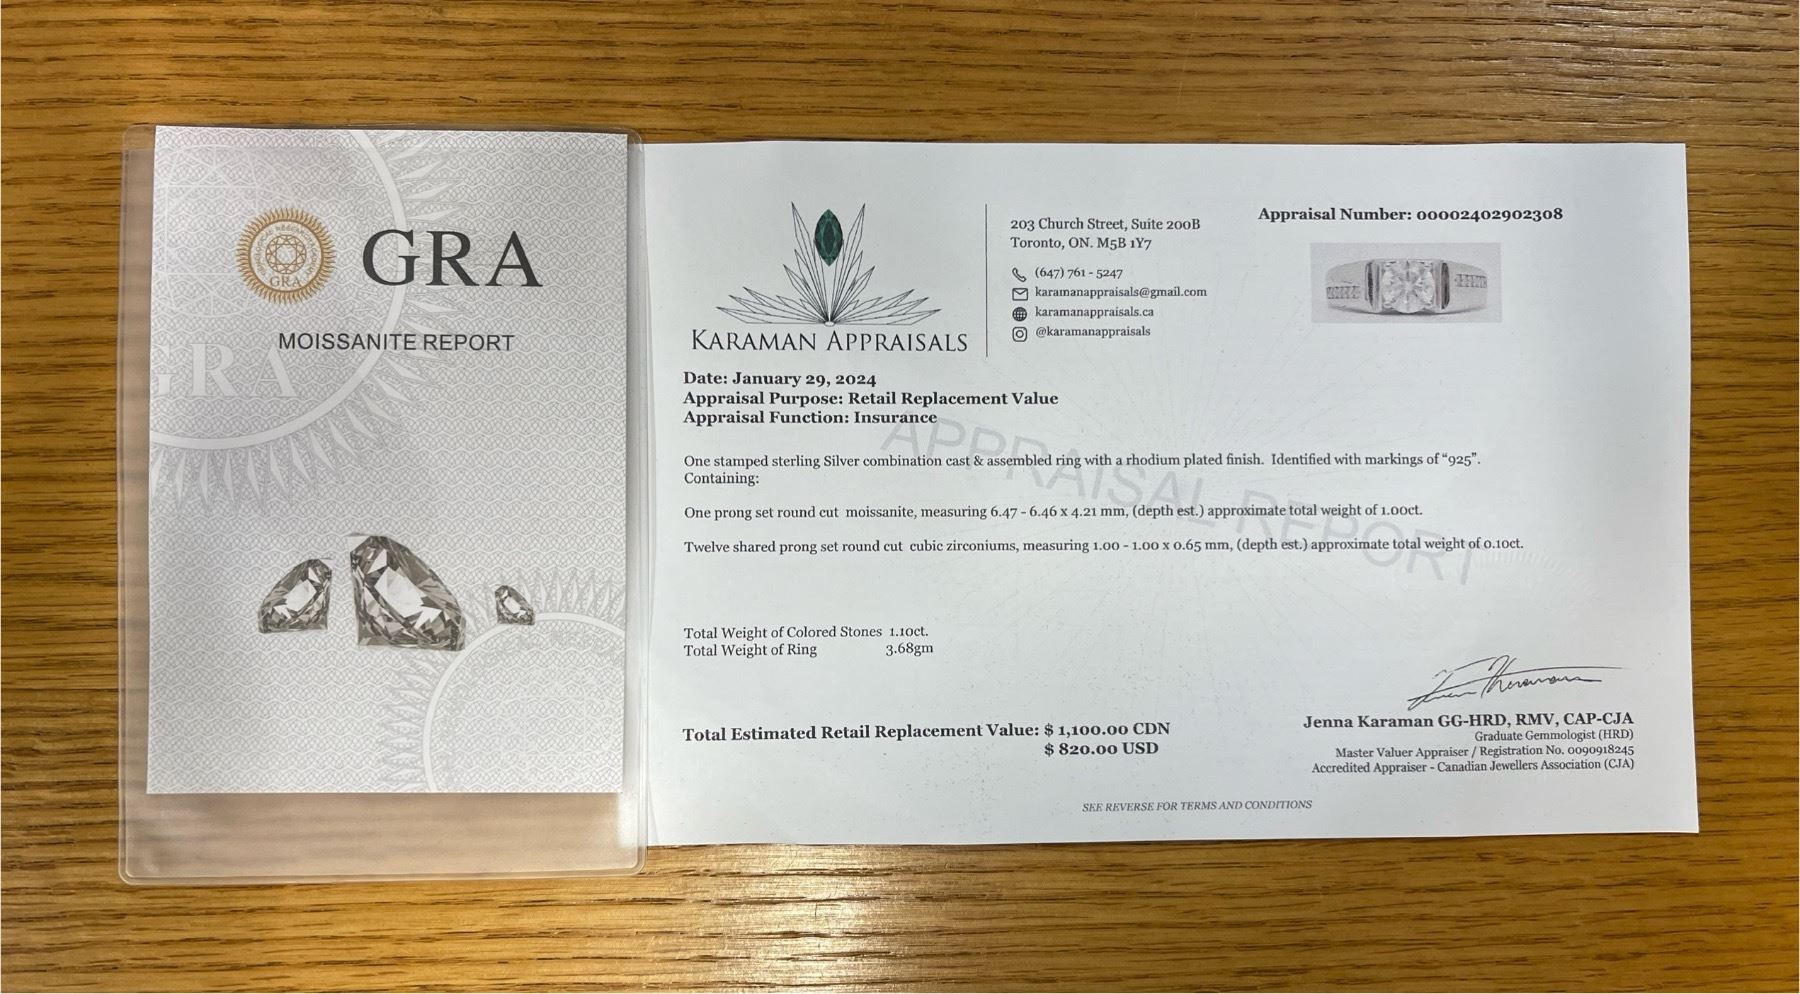 GRA
MOISSANITE REPORT
GRA
GRA
KARAMAN APPRAISALS
203 Church Street, Suite 200B
Toronto, ON. M5B 1Y7
(647) 761 - 5247
karamanappraisals@gmail.com
karamanappraisals.ca
@karamanappraisals
Appraisal Number: 00002402902308
Date: January 29, 2024
Appraisal Purpose: Retail Replacement Value
Appraisal Function: Insurance
APPRAISAL REPORT
One stamped sterling Silver combination cast & assembled ring with a rhodium plated finish. Identified with markings of “925”.
Containing:
One prong set round cut moissanite, measuring 6.47 - 6.46 x 4.21 mm, (depth est.) approximate total weight of 1.00ct.
Twelve shared prong set round cut cubic zirconiums, measuring 1.00 - 1.00 x 0.65 mm, (depth est.) approximate total weight of 0.10ct.
Total Weight of Colored Stones 1.10ct.
Total Weight of Ring 3.68gm
Total Estimated Retail Replacement Value: $ 1,100.00 CDN
$ 820.00 USD
Jenna Karaman GG-HRD, RMV, CAP-CJA
Graduate Gemmologist (HRD)
Master Valuer Appraiser / Registration No. 0090918245
Accredited Appraiser - Canadian Jewellers Association (CJA)
SEE REVERSE FOR TERMS AND CONDITIONS